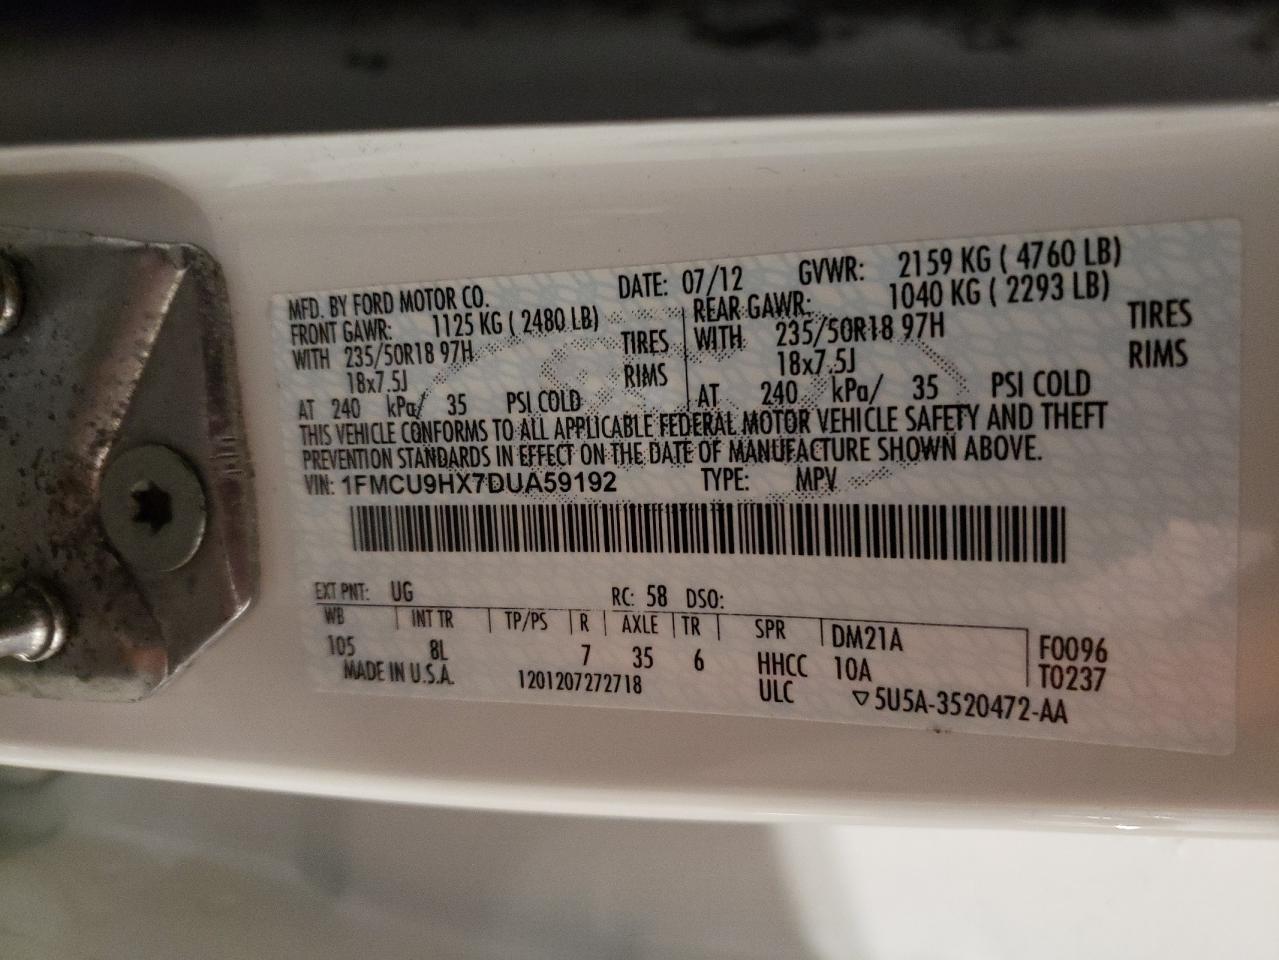 MFD. BY FORD MOTOR CO. DATE: 07/12 GVWR: 2159 KG ( 4760 LB)
FRONT GAWR: 1125 KG ( 2480 LB) REAR GAWR: 1040 KG ( 2293 LB)
WITH 235/50R18 97H TIRES WITH 235/50R18 97H TIRES
18x7.5J RIMS 18x7.5J RIMS
AT 240 kPa/ 35 PSI COLD AT 240 kPa/ 35 PSI COLD
THIS VEHICLE CONFORMS TO ALL APPLICABLE FEDERAL MOTOR VEHICLE SAFETY AND THEFT
PREVENTION STANDARDS IN EFFECT ON THE DATE OF MANUFACTURE SHOWN ABOVE.
VIN: 1FMCU9HX7DUA59192 TYPE: MPV
EXT PNT: UG RC: 58 DSO:
WB INT TR TP/PS R AXLE TR SPR DM21A F0096
105 8L 7 35 6 HHCC 10A T0237
MADE IN U.S.A. 1201207272718 ULC ▽5U5A-3520472-AA